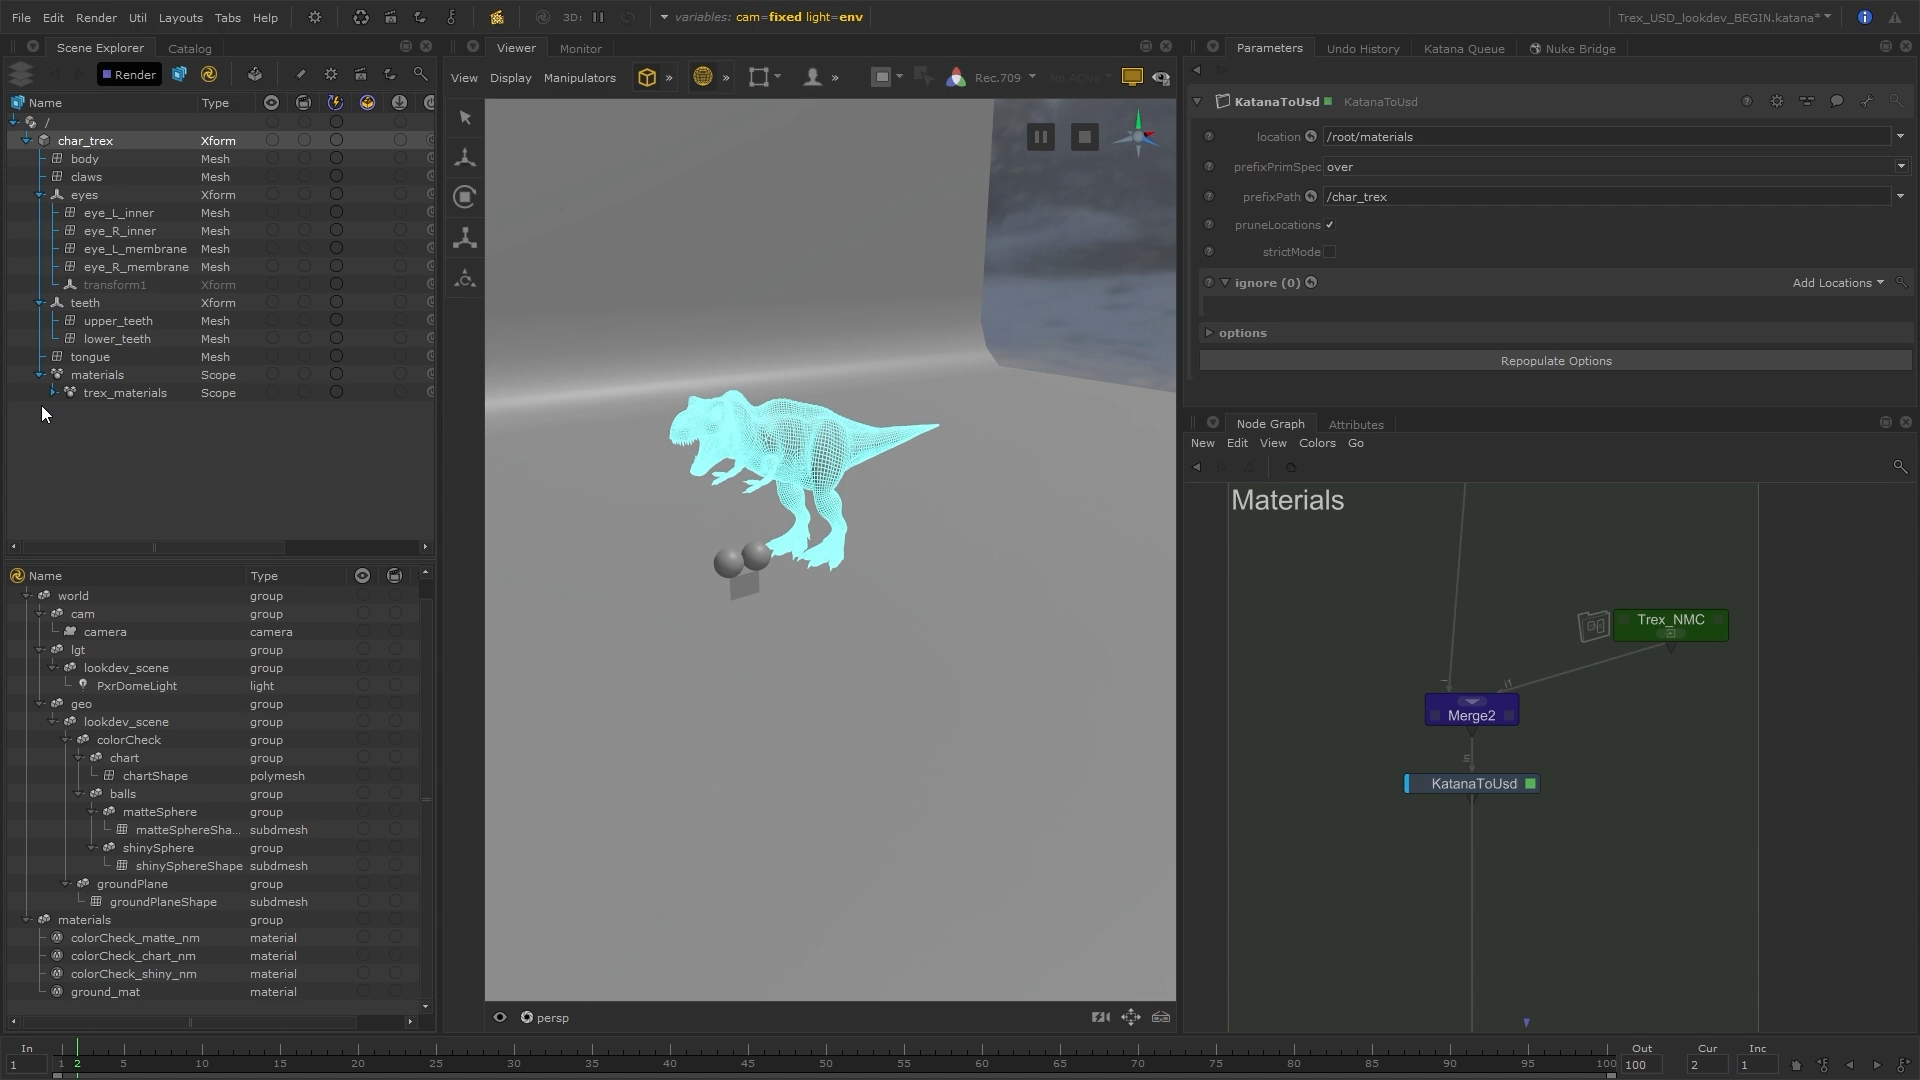 File Edit Render Util Layouts Tabs Help
3D:
variables: cam=fixed light=env
Trex_USD_lookdev_BEGIN.katana*
Scene Explorer Catalog
Render
Name Type
/
char_trex Xform
body Mesh
claws Mesh
eyes Xform
eye_L_inner Mesh
eye_R_inner Mesh
eye_L_membrane Mesh
eye_R_membrane Mesh
transform1 Xform
teeth Xform
upper_teeth Mesh
lower_teeth Mesh
tongue Mesh
materials Scope
trex_materials Scope
Name Type
world group
cam group
camera camera
lgt group
lookdev_scene group
PxrDomeLight light
geo group
lookdev_scene group
colorCheck group
chart group
chartShape polymesh
balls group
matteSphere group
matteSphereSha... subdmesh
shinySphere group
shinySphereShape subdmesh
groundPlane group
groundPlaneShape subdmesh
materials group
colorCheck_matte_nm material
colorCheck_chart_nm material
colorCheck_shiny_nm material
ground_mat material
Viewer Monitor
View Display Manipulators
Rec.709
No AOVs
persp
Parameters Undo History Katana Queue Nuke Bridge
KatanaToUsd KatanaToUsd
location /root/materials
prefixPrimSpec over
prefixPath /char_trex
pruneLocations
strictMode
ignore (0) Add Locations
options
Repopulate Options
Node Graph Attributes
New Edit View Colors Go
Materials
Trex_NMC
i
i1
Merge2
in
KatanaToUsd
In
1
1 2 5 10 15 20 25 30 35 40 45 50 55 60 65 70 75 80 85 90 95 100
Out Cur Inc
100 2 1